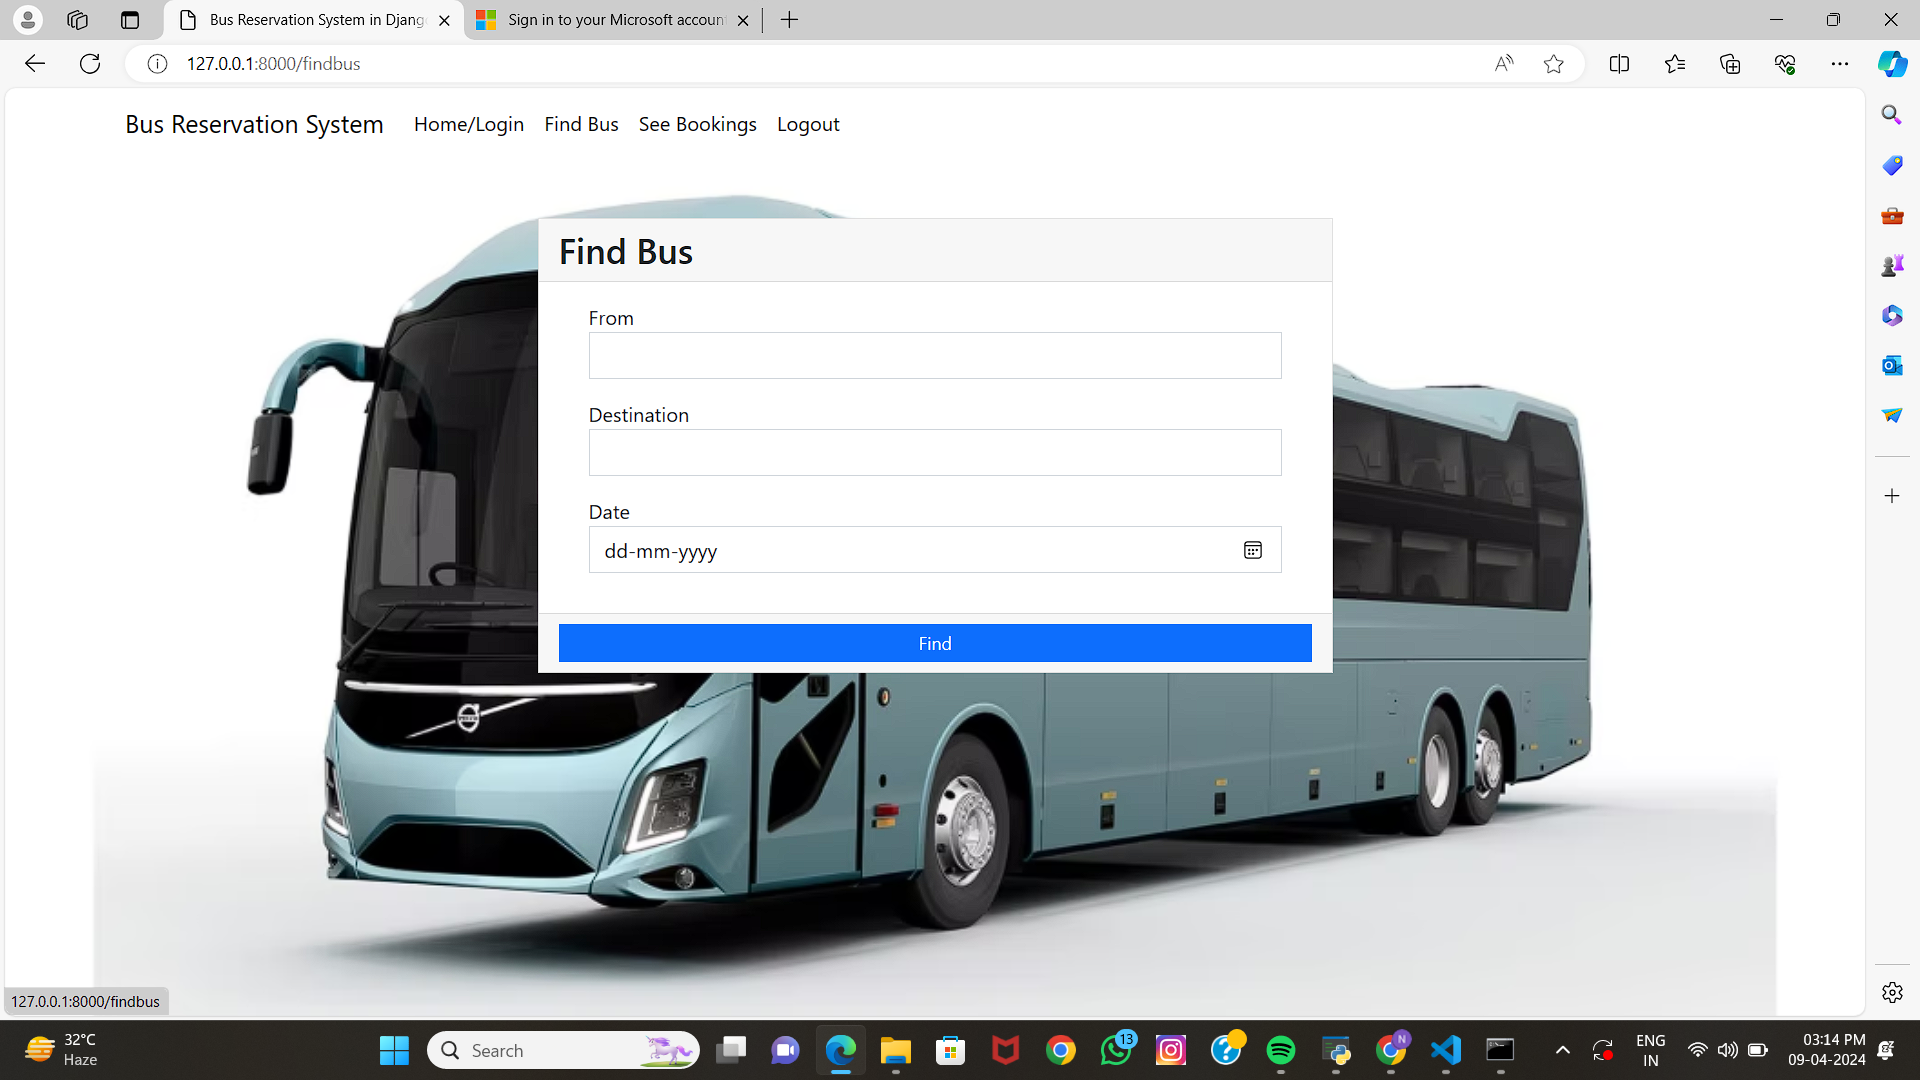 Bus Reservation System in Djang
Sign in to your Microsoft accoun
127.0.0.1:8000/findbus
Bus Reservation System
Home/Login
Find Bus
See Bookings
Logout
Find Bus
From
Destination
Date
dd-mm-yyyy
Find
127.0.0.1:8000/findbus
32°C
Haze
Search
13
N
ENG
IN
03:14 PM
09-04-2024